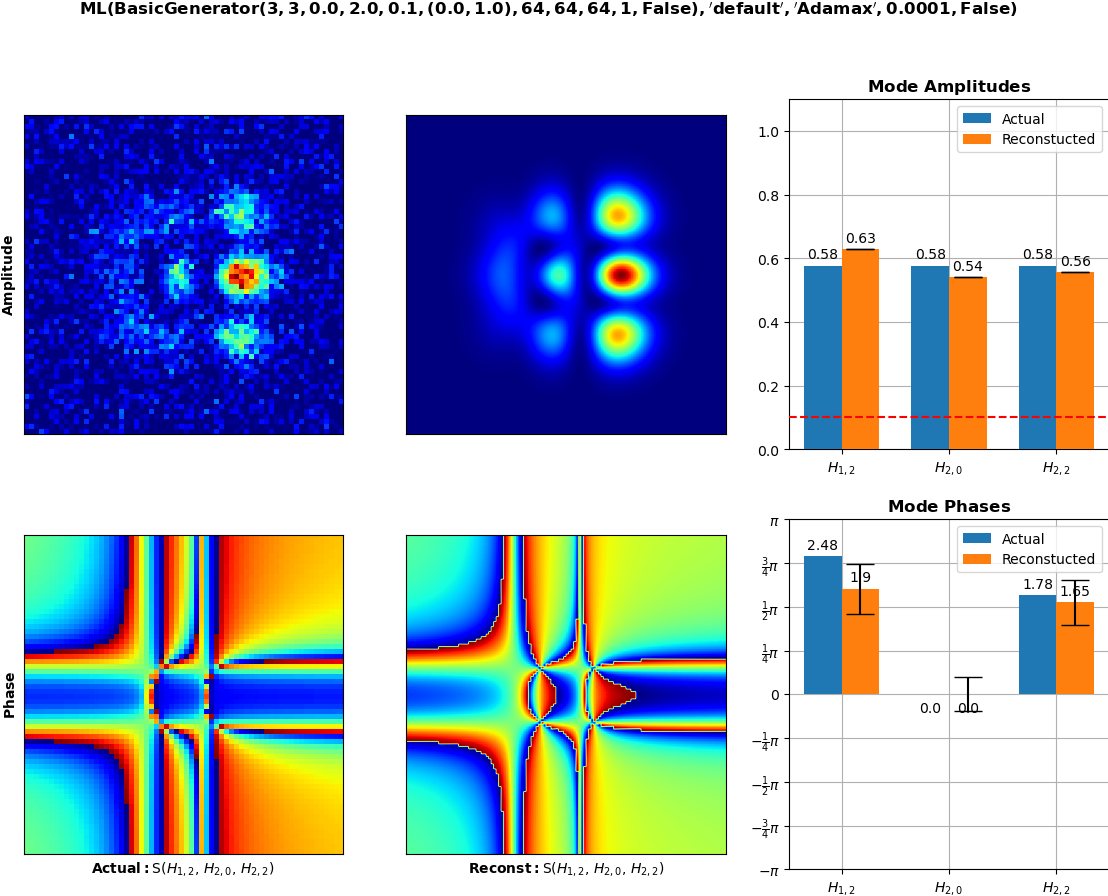 ML(BasicGenerator(3, 3, 0.0, 2.0, 0.1, (0.0, 1.0), 64, 64, 64, 1, False), ′default′, ′Adamax′, 0.0001, False)
Amplitude
Mode Amplitudes
Actual
Reconstucted
1.0
0.8
0.6
0.4
0.2
0.0
0.58
0.63
0.58
0.54
0.58
0.56
H1, 2
H2, 0
H2, 2
Phase
Actual: S(H1, 2, H2, 0, H2, 2)
Reconst: S(H1, 2, H2, 0, H2, 2)
Mode Phases
Actual
Reconstucted
π
3/4π
1/2π
1/4π
0
−1/4π
−1/2π
−3/4π
−π
2.48
1.9
0.0
0.0
1.78
1.65
H1, 2
H2, 0
H2, 2